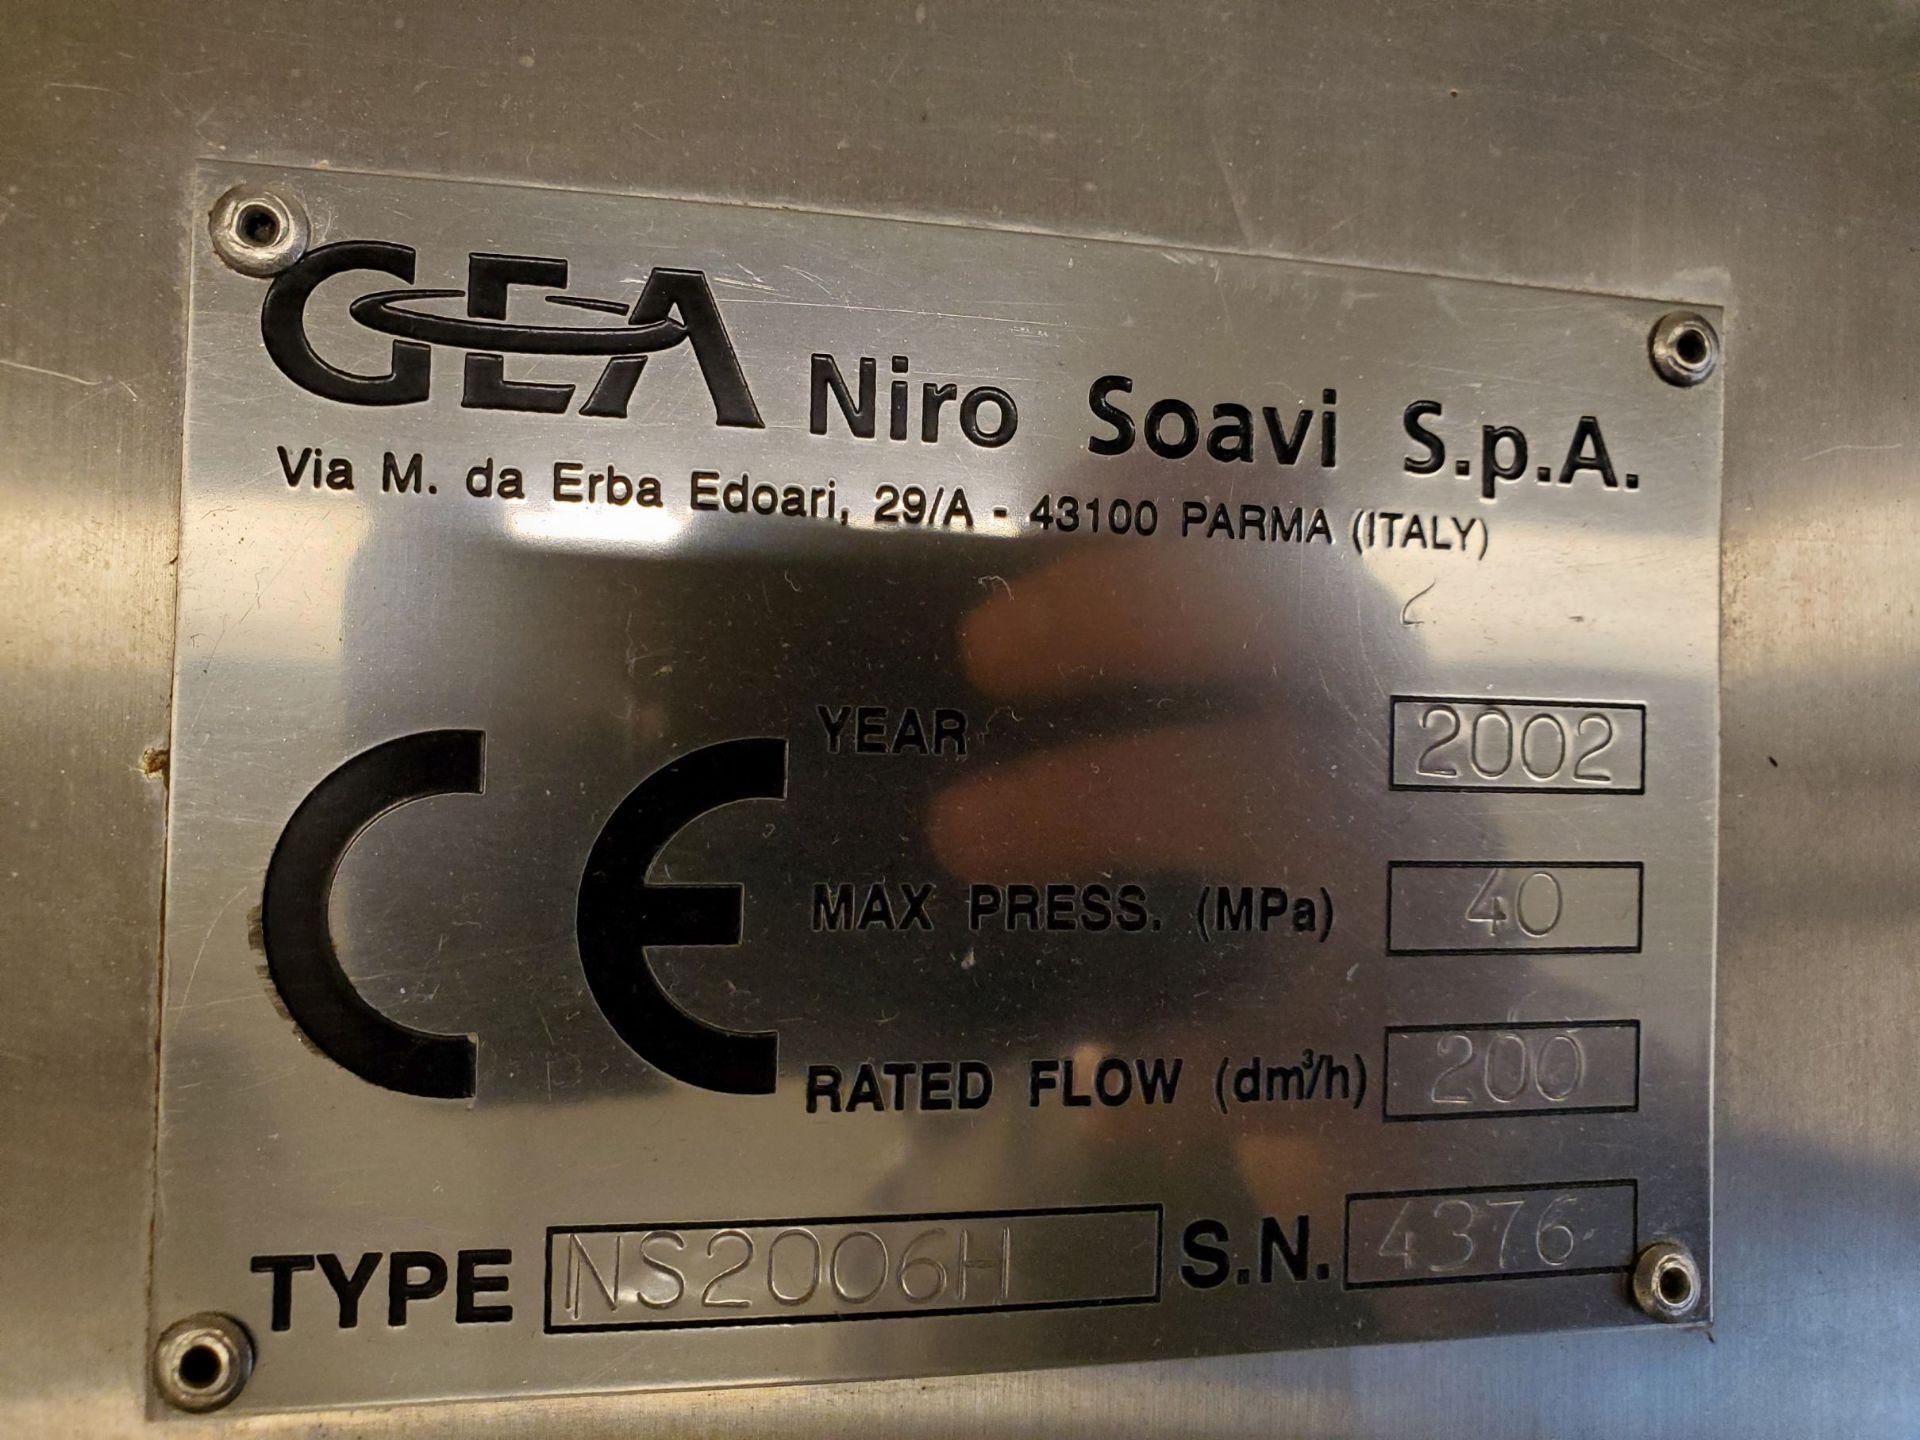 GEA Niro Soavi S.p.A.
Via M. da Erba Edoari, 29/A - 43100 PARMA (ITALY)
CE
YEAR 2002
MAX PRESS. (MPa) 40
RATED FLOW (dm³/h) 200
TYPE NS2006H S.N. 4376